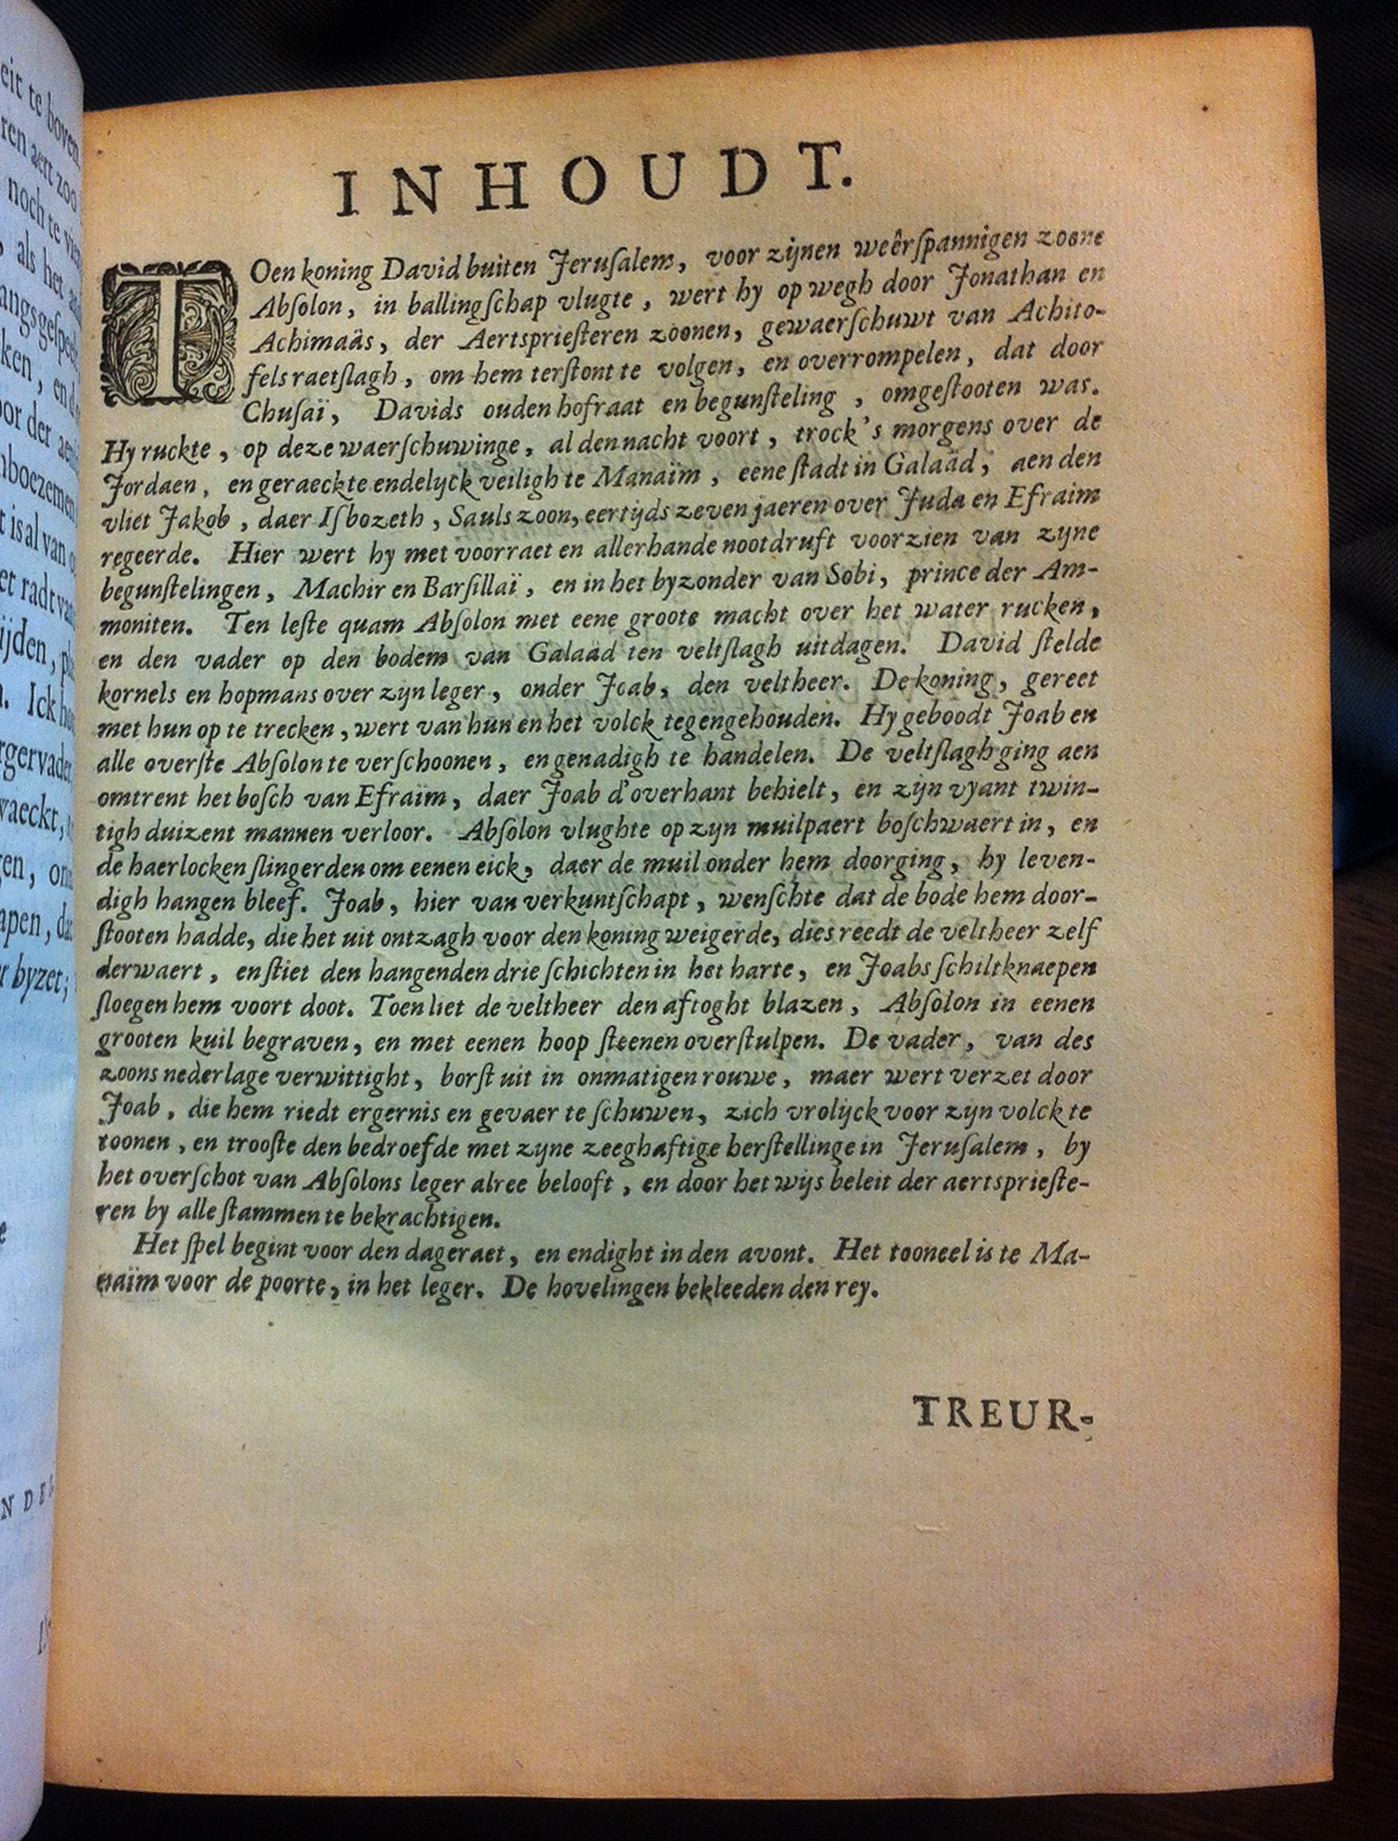 INHOUDT.
TOen koning David buiten Jeruſalem, voor zijnen weêrſpannigen zoone
Abſolon, in ballingſchap vlugte, wert hy op wegh door Jonathan en
Achimaäs, der Aertsprieſteren zoonen, gewaerſchuwt van Achito-
fels raetſlagh, om hem terſtont te volgen, en overrompelen, dat door
Chuſaï, Davids ouden hofraat en begunſteling, omgeſtooten was.
Hy ruckte, op deze waerſchuwinge, al den nacht voort, trock 's morgens over de
Jordaen, en geraeckte endelyck veiligh te Manaïm, eene ſtadt in Galaäd, aen den
vliet Jakob, daer Iſbozeth, Sauls zoon, eertijds zeven jaeren over Juda en Efraim
regeerde. Hier wert hy met voorraet en allerhande nootdruft voorzien van zyne
begunſtelingen, Machir en Barſillaï, en in het byzonder van Sobi, prince der Am-
moniten. Ten leſte quam Abſolon met eene groote macht over het water rucken,
en den vader op den bodem van Galaäd ten veltſlagh uitdagen. David ſtelde
kornels en hopmans over zyn leger, onder Joab, den veltheer. De koning, gereet
met hun op te trecken, wert van hun en het volck tegengehouden. Hy geboodt Joab en
alle overſte Abſolon te verſchoonen, en genadigh te handelen. De veltſlagh ging aen
omtrent het boſch van Efraïm, daer Joab d'overhant behielt, en zyn vyant twin-
tigh duizent mannen verloor. Abſolon vlughte op zyn muilpaert boſchwaert in, en
de haerlocken ſlingerden om eenen eick, daer de muil onder hem doorging, hy leven-
digh hangen bleef. Joab, hier van verkuntſchapt, wenſchte dat de bode hem door-
ſtooten hadde, die het uit ontzagh voor den koning weigerde, dies reedt de veltheer zelf
derwaert, en ſtiet den hangenden drie ſchichten in het harte, en Joabs ſchiltknaepen
ſloegen hem voort doot. Toen liet de veltheer den aftoght blazen, Abſolon in eenen
grooten kuil begraven, en met eenen hoop ſteenen overſtulpen. De vader, van des
zoons nederlage verwittight, borſt uit in onmatigen rouwe, maer wert verzet door
Joab, die hem riedt ergernis en gevaer te ſchuwen, zich vrolijck voor zyn volck te
toonen, en trooſte den bedroefde met zyne zeeghaftige herſtellinge in Jeruſalem, by
het overſchot van Abſolons leger alree belooft, en door het wijs beleit der aertsprieſte-
ren by alle ſtammen te bekrachtigen.
Het ſpel begint voor den dageraet, en endight in den avont. Het tooneel is te Ma-
naïm voor de poorte, in het leger. De hovelingen bekleeden den rey.
TREUR-